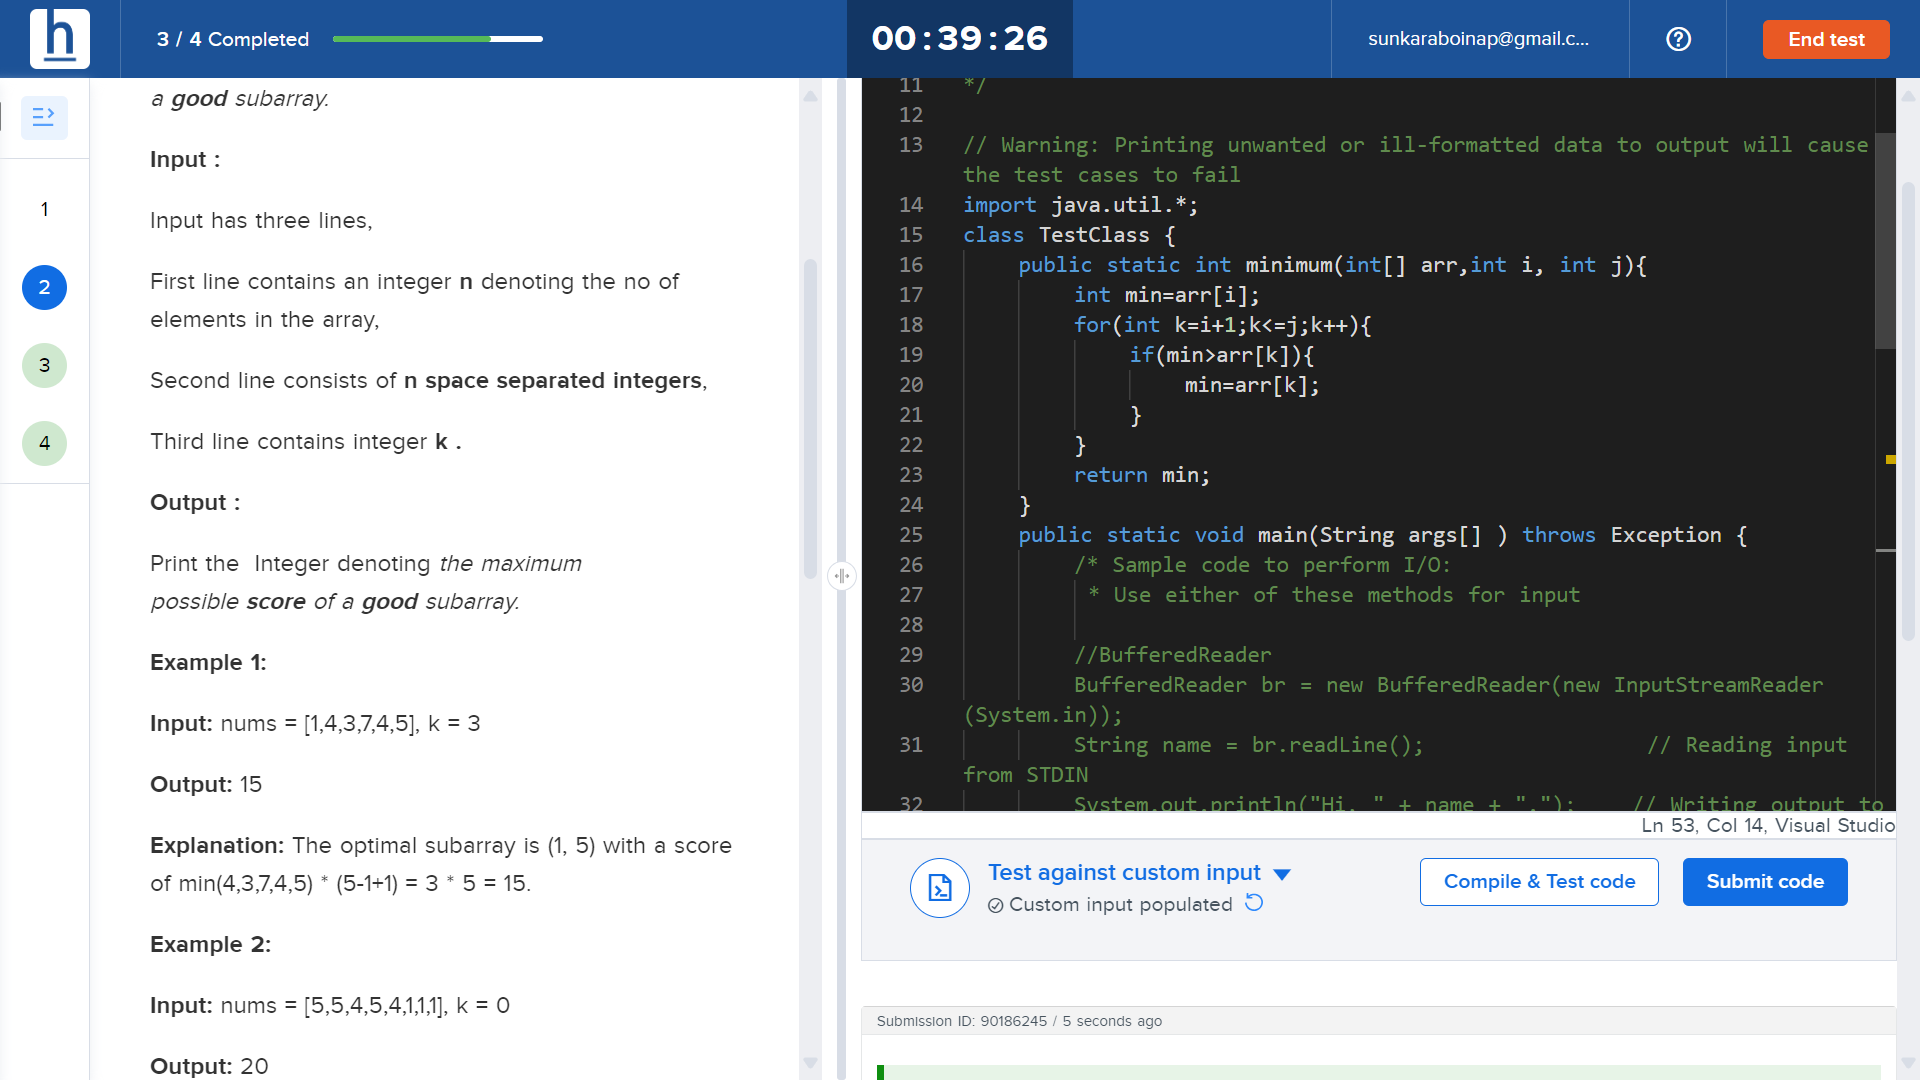 h
3 / 4 Completed
00:39:26
sunkaraboinap@gmail.c...
?
End test
1
2
3
4
a good subarray.
Input :
Input has three lines,
First line contains an integer n denoting the no of
elements in the array,
Second line consists of n space separated integers,
Third line contains integer k .
Output :
Print the  Integer denoting the maximum
possible score of a good subarray.
Example 1:
Input: nums = [1,4,3,7,4,5], k = 3
Output: 15
Explanation: The optimal subarray is (1, 5) with a score
of min(4,3,7,4,5) * (5-1+1) = 3 * 5 = 15.
Example 2:
Input: nums = [5,5,4,5,4,1,1,1], k = 0
Output: 20
11 */
12
13 // Warning: Printing unwanted or ill-formatted data to output will cause
the test cases to fail
14 import java.util.*;
15 class TestClass {
16 public static int minimum(int[] arr,int i, int j){
17 int min=arr[i];
18 for(int k=i+1;k<=j;k++){
19 if(min>arr[k]){
20 min=arr[k];
21 }
22 }
23 return min;
24 }
25 public static void main(String args[] ) throws Exception {
26 /* Sample code to perform I/O:
27 * Use either of these methods for input
28
29 //BufferedReader
30 BufferedReader br = new BufferedReader(new InputStreamReader
(System.in));
31 String name = br.readLine(); // Reading input
from STDIN
32 System.out.println("Hi, " + name + "."); // Writing output to
Ln 53, Col 14, Visual Studio
Test against custom input
Custom input populated
Compile & Test code
Submit code
Submission ID: 90186245 / 5 seconds ago